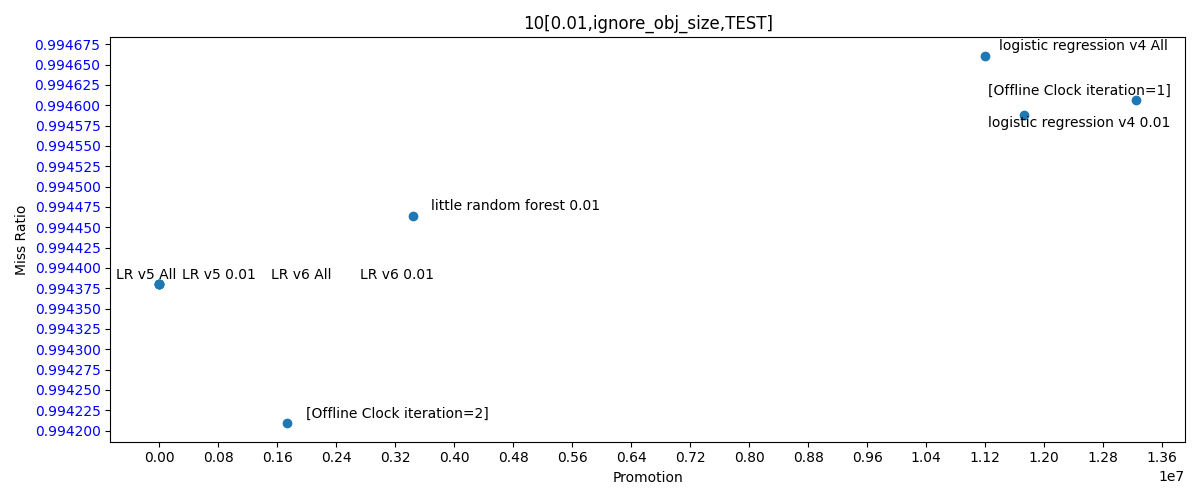 10[0.01,ignore_obj_size,TEST]
Miss Ratio
0.994675
0.994650
0.994625
0.994600
0.994575
0.994550
0.994525
0.994500
0.994475
0.994450
0.994425
0.994400
0.994375
0.994350
0.994325
0.994300
0.994275
0.994250
0.994225
0.994200
logistic regression v4 All
[Offline Clock iteration=1]
logistic regression v4 0.01
little random forest 0.01
LR v5 All LR v5 0.01 LR v6 All LR v6 0.01
[Offline Clock iteration=2]
0.00 0.08 0.16 0.24 0.32 0.40 0.48 0.56 0.64 0.72 0.80 0.88 0.96 1.04 1.12 1.20 1.28 1.36
1e7
Promotion